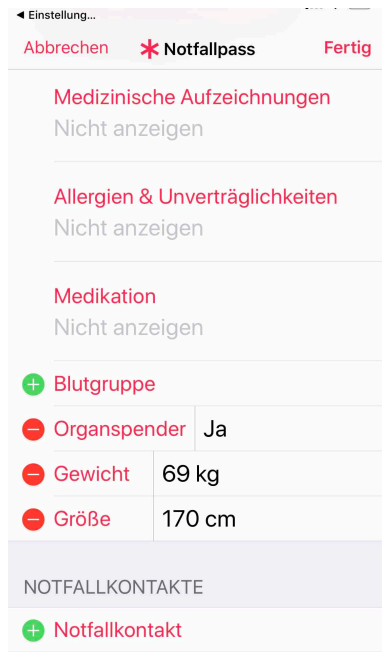 ◀ Einstellung...
Abbrechen Notfallpass Fertig
Medizinische Aufzeichnungen
Nicht anzeigen
Allergien & Unverträglichkeiten
Nicht anzeigen
Medikation
Nicht anzeigen
Blutgruppe
Organspender Ja
Gewicht 69 kg
Größe 170 cm
NOTFALLKONTAKTE
Notfallkontakt